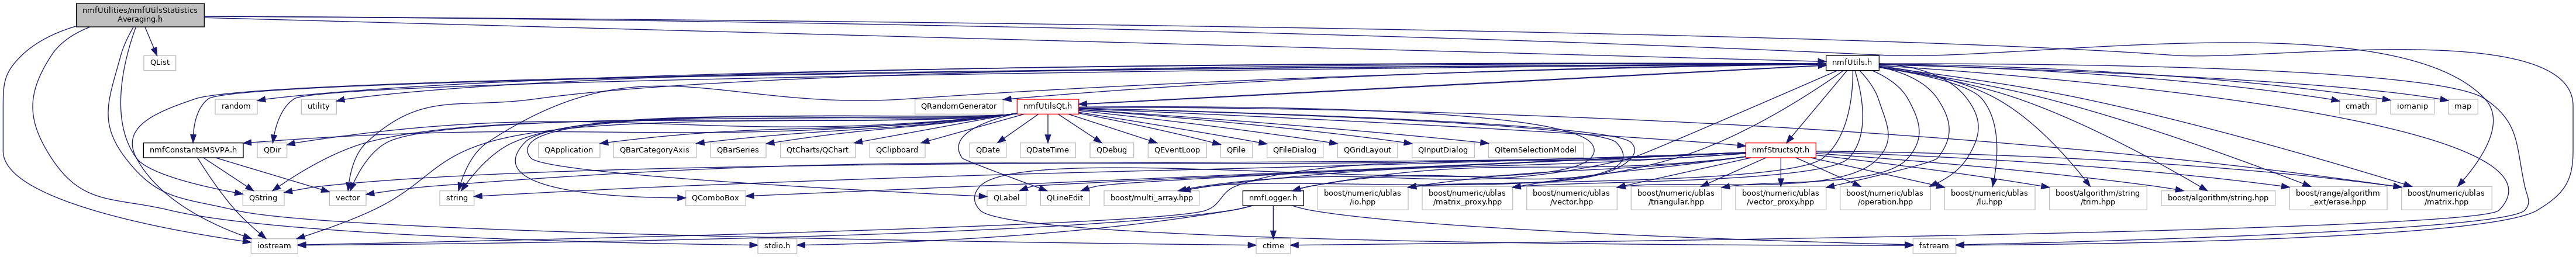 nmfUtilities/nmfUtilsStatistics
Averaging.h
QList
nmfUtils.h
random
utility
QRandomGenerator
nmfUtilsQt.h
cmath
iomanip
map
nmfConstantsMSVPA.h
QDir
QApplication
QBarCategoryAxis
QBarSeries
QtCharts/QChart
QClipboard
QDate
QDateTime
QDebug
QEventLoop
QFile
QFileDialog
QGridLayout
QInputDialog
QItemSelectionModel
nmfStructsQt.h
QString
vector
string
QComboBox
QLabel
QLineEdit
boost/multi_array.hpp
nmfLogger.h
boost/numeric/ublas
/io.hpp
boost/numeric/ublas
/matrix_proxy.hpp
boost/numeric/ublas
/vector.hpp
boost/numeric/ublas
/triangular.hpp
boost/numeric/ublas
/vector_proxy.hpp
boost/numeric/ublas
/operation.hpp
boost/numeric/ublas
/lu.hpp
boost/algorithm/string
/trim.hpp
boost/algorithm/string.hpp
boost/range/algorithm
_ext/erase.hpp
boost/numeric/ublas
/matrix.hpp
iostream
stdio.h
ctime
fstream